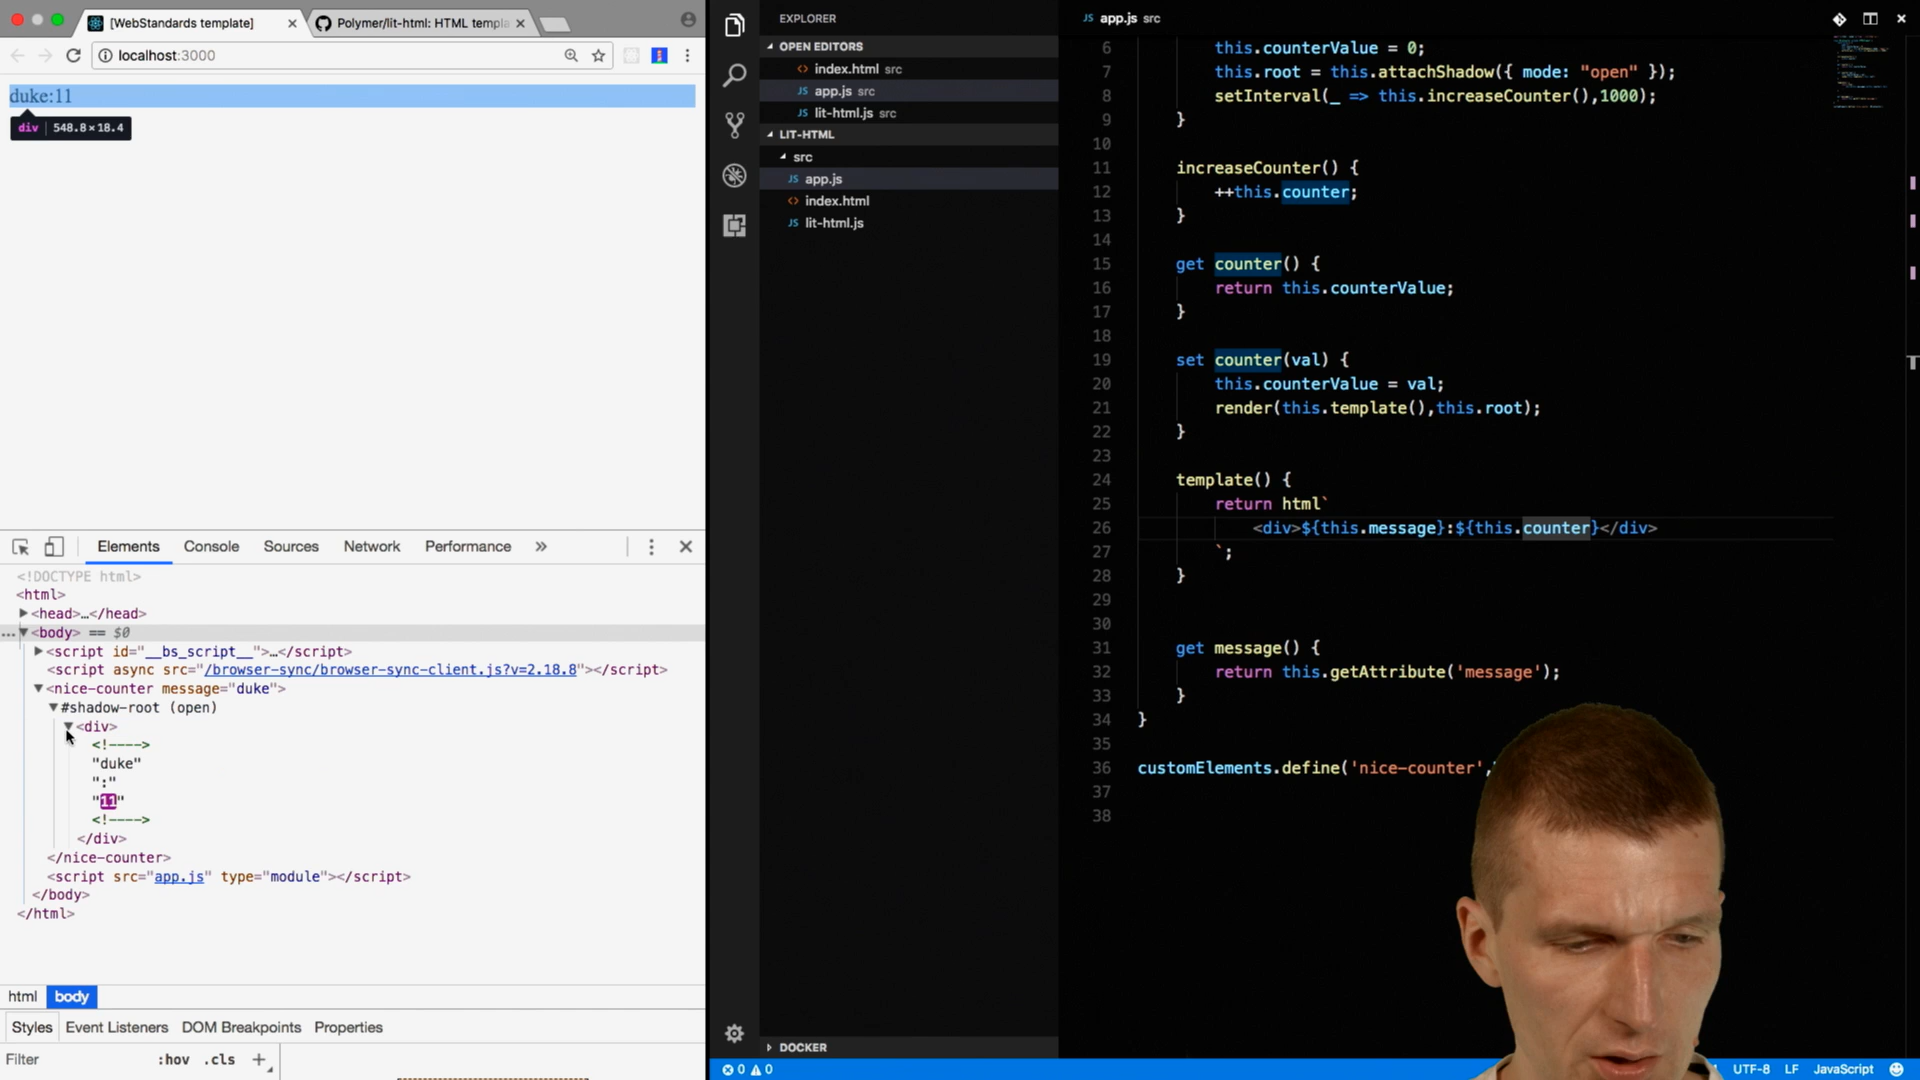 [WebStandards template]
Polymer/lit-html: HTML templa
localhost:3000
duke:11
div 548.8×18.4
Elements Console Sources Network Performance »
<!DOCTYPE html>
<html>
<head>…</head>
<body> == $0
<script id="__bs_script__">…</script>
<script async src="/browser-sync/browser-sync-client.js?v=2.18.8"></script>
<nice-counter message="duke">
#shadow-root (open)
<div>
<!---->
"duke"
":"
"11"
<!---->
</div>
</nice-counter>
<script src="app.js" type="module"></script>
</body>
</html>
html body
Styles Event Listeners DOM Breakpoints Properties
Filter :hov .cls +
EXPLORER
OPEN EDITORS
<> index.html src
JS app.js src
JS lit-html.js src
LIT-HTML
src
JS app.js
<> index.html
JS lit-html.js
DOCKER
0 0
JS app.js src
6 this.counterValue = 0;
7 this.root = this.attachShadow({ mode: "open" });
8 setInterval(_ => this.increaseCounter(),1000);
9 }
10
11 increaseCounter() {
12 ++this.counter;
13 }
14
15 get counter() {
16 return this.counterValue;
17 }
18
19 set counter(val) {
20 this.counterValue = val;
21 render(this.template(),this.root);
22 }
23
24 template() {
25 return html`
26 <div>${this.message}:${this.counter}</div>
27 `;
28 }
29
30
31 get message() {
32 return this.getAttribute('message');
33 }
34 }
35
36 customElements.define('nice-counter',
37
38
UTF-8 LF JavaScript